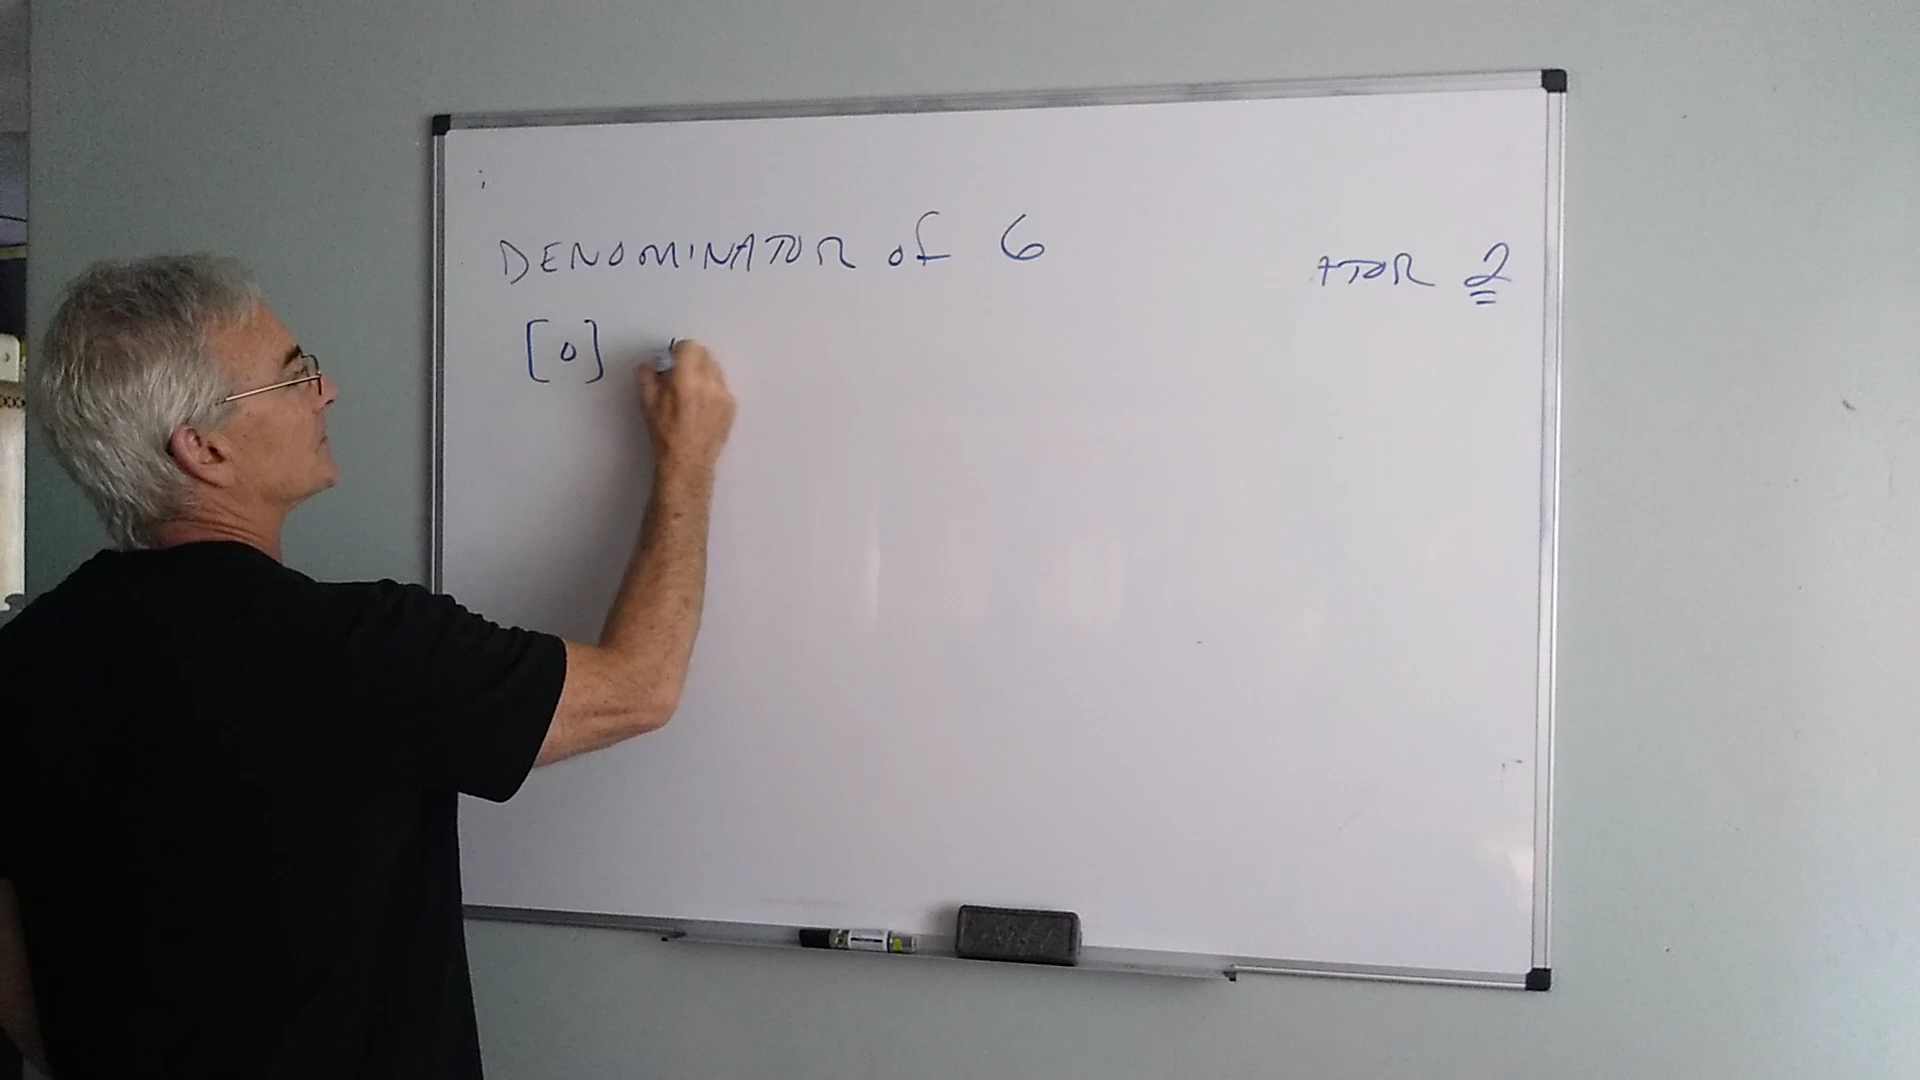 DENOMINATOR of 6
ATOR 2
[0]